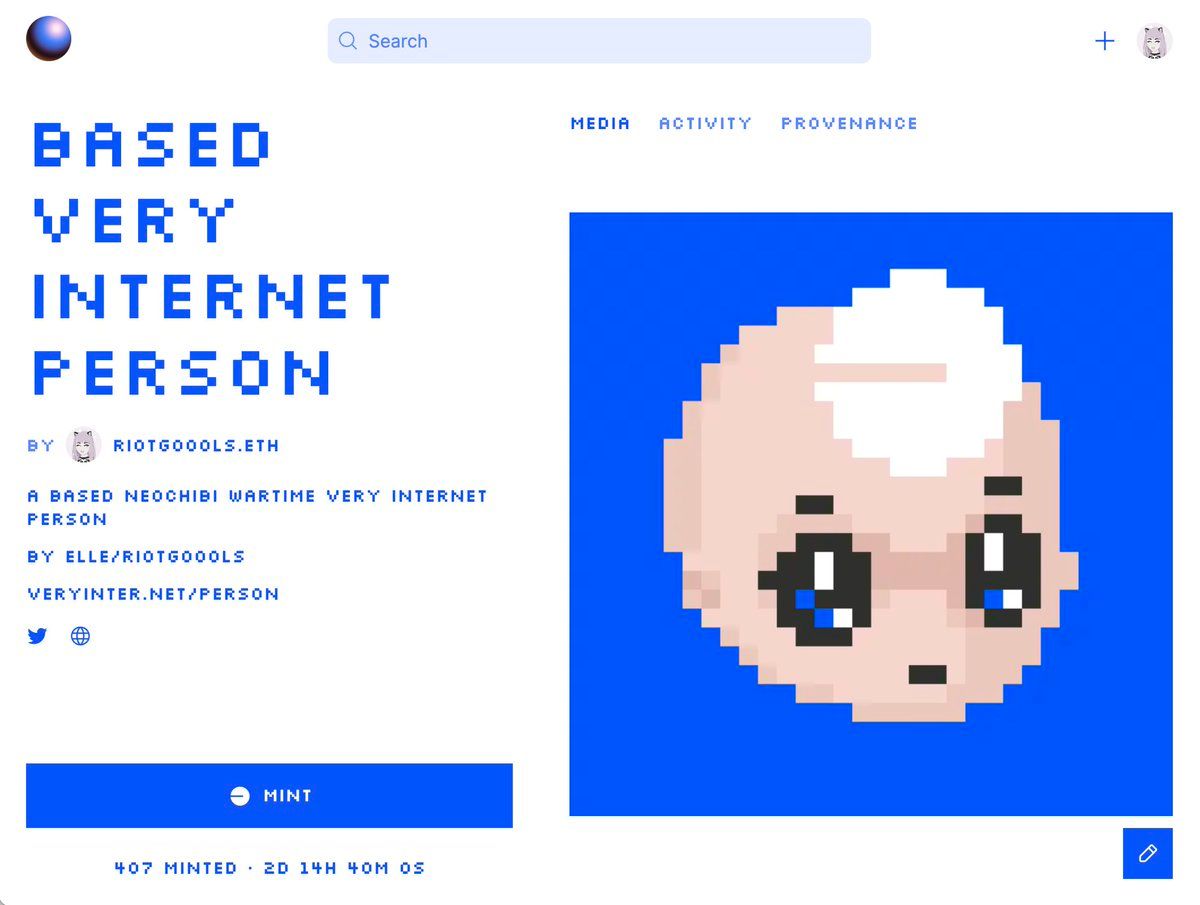 Search
BASED
VERY
INTERNET
PERSON
BY RIOTGOOOLS.ETH
A BASED NEOCHIBI WARTIME VERY INTERNET
PERSON
BY ELLE/RIOTGOOOLS
VERYINTER.NET/PERSON
MINT
407 MINTED · 2D 14H 40M 0S
MEDIA ACTIVITY PROVENANCE